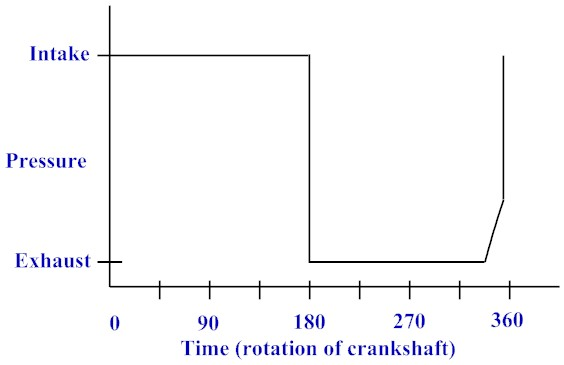 Intake
Pressure
Exhaust
0 90 180 270 360
Time (rotation of crankshaft)